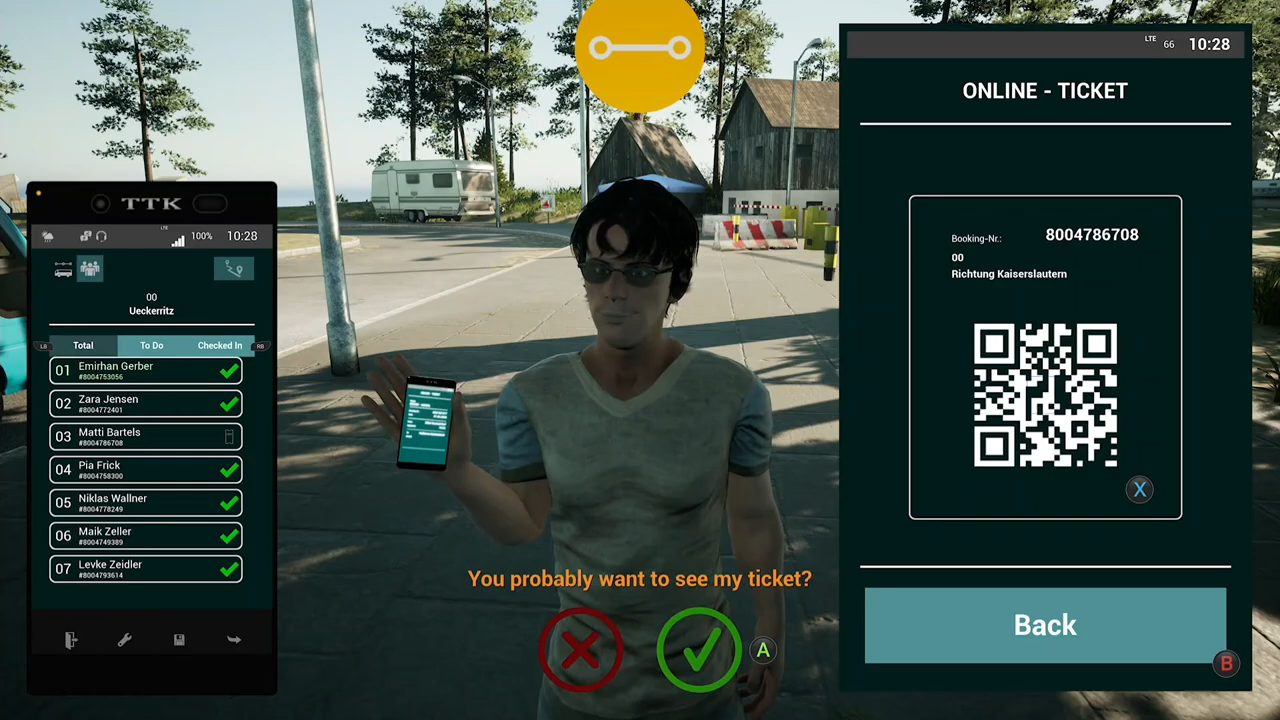 TTK
LTE
100%
10:28
00
Ueckerritz
LB
Total
To Do
Checked In
RB
01 Emirhan Gerber
#8004753056
02 Zara Jensen
#8004772401
03 Matti Bartels
#8004786708
04 Pia Frick
#8004758300
05 Niklas Wallner
#8004778249
06 Maik Zeller
#8004749389
07 Levke Zeidler
#8004793614
You probably want to see my ticket?
A
LTE 66 10:28
ONLINE - TICKET
Booking-Nr.: 8004786708
00
Richtung Kaiserslautern
X
Back
B